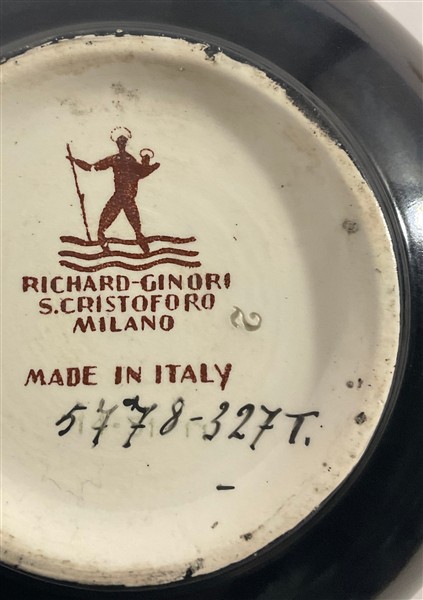 RICHARD-GINORI
S.CRISTOFORO
MILANO
MADE IN ITALY
5778-327T.